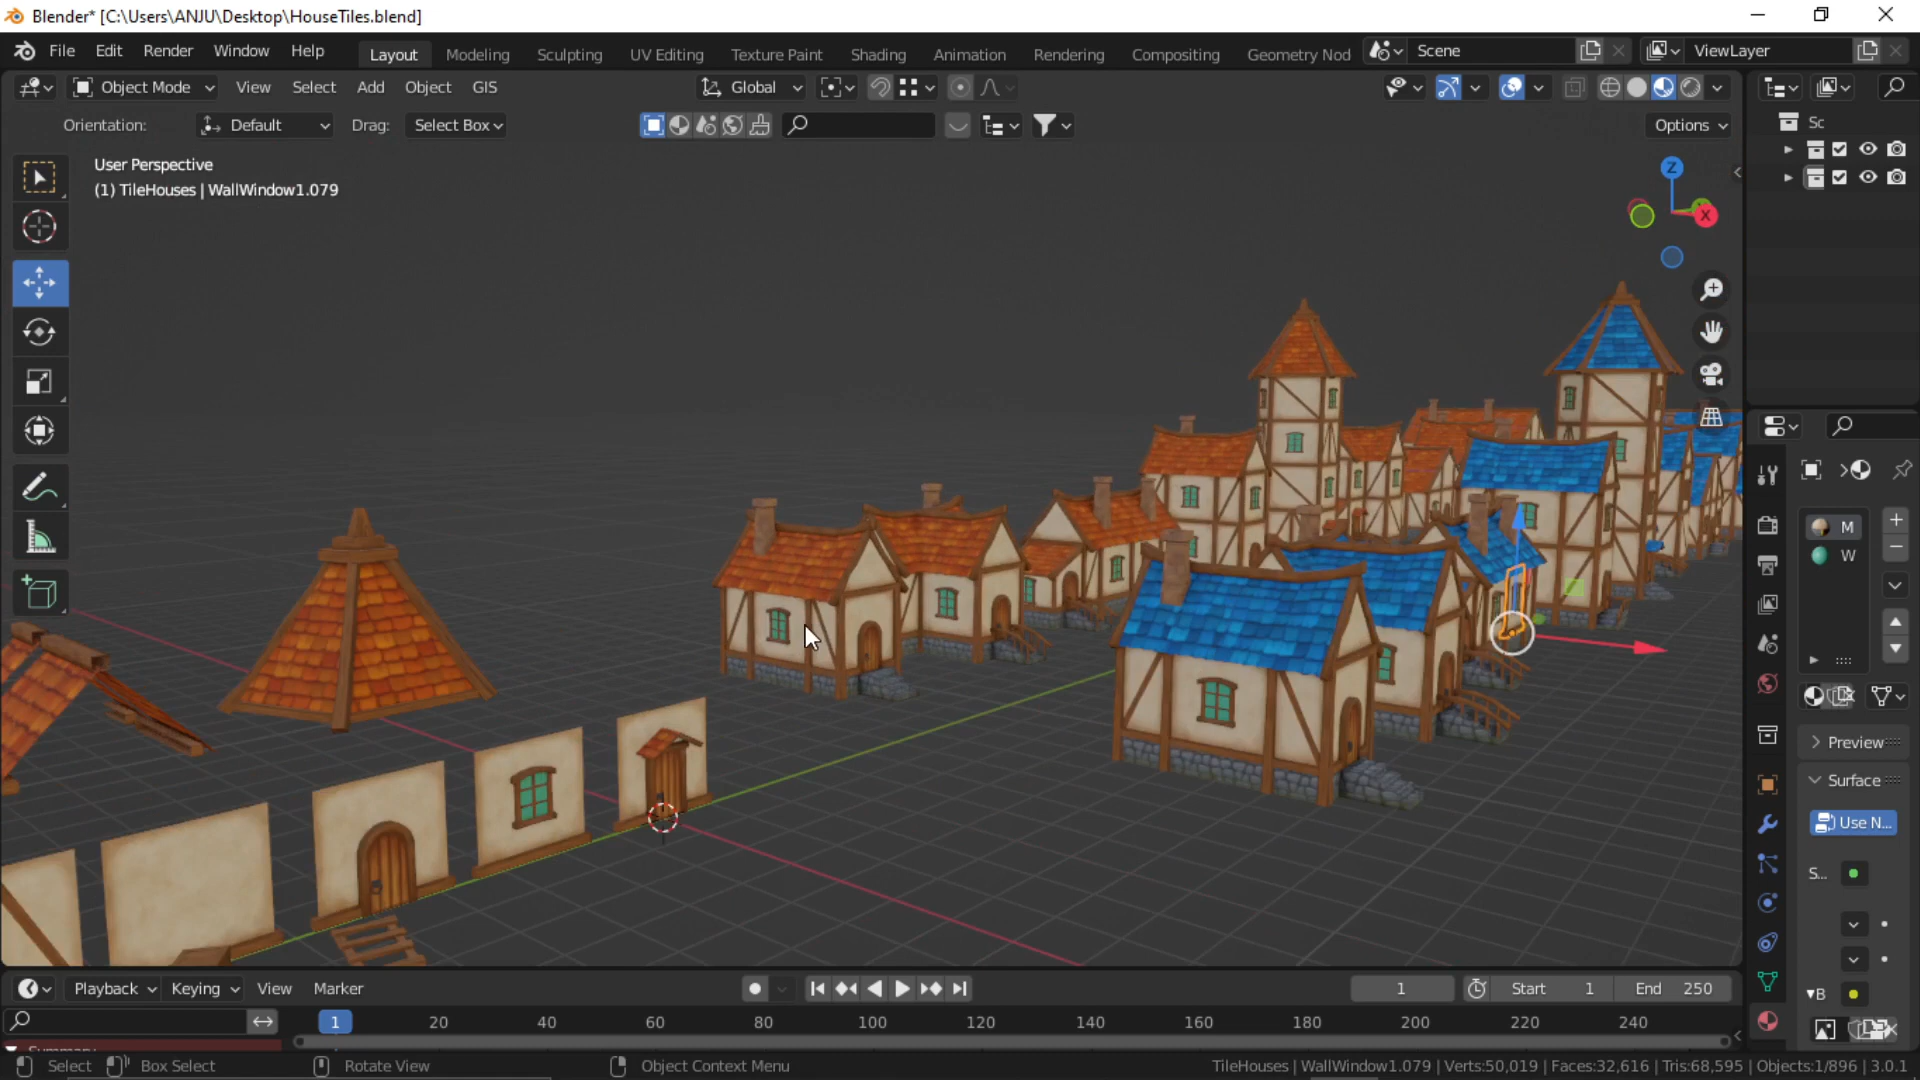 Blender* [C:\Users\ANJU\Desktop\HouseTiles.blend]
File Edit Render Window Help Layout Modeling Sculpting UV Editing Texture Paint Shading Animation Rendering Compositing Geometry Nod Scene ViewLayer
Object Mode View Select Add Object GIS Global
Orientation: Default Drag: Select Box Options
Sc
User Perspective
(1) TileHouses | WallWindow1.079
Z
X
M
W
Preview
Surface
Use N...
S...
B
Playback Keying View Marker 1 Start 1 End 250
1 20 40 60 80 100 120 140 160 180 200 220 240
Select Box Select Rotate View Object Context Menu TileHouses | WallWindow1.079 | Verts:50,019 | Faces:32,616 | Tris:68,595 | Objects:1/896 | 3.0.1